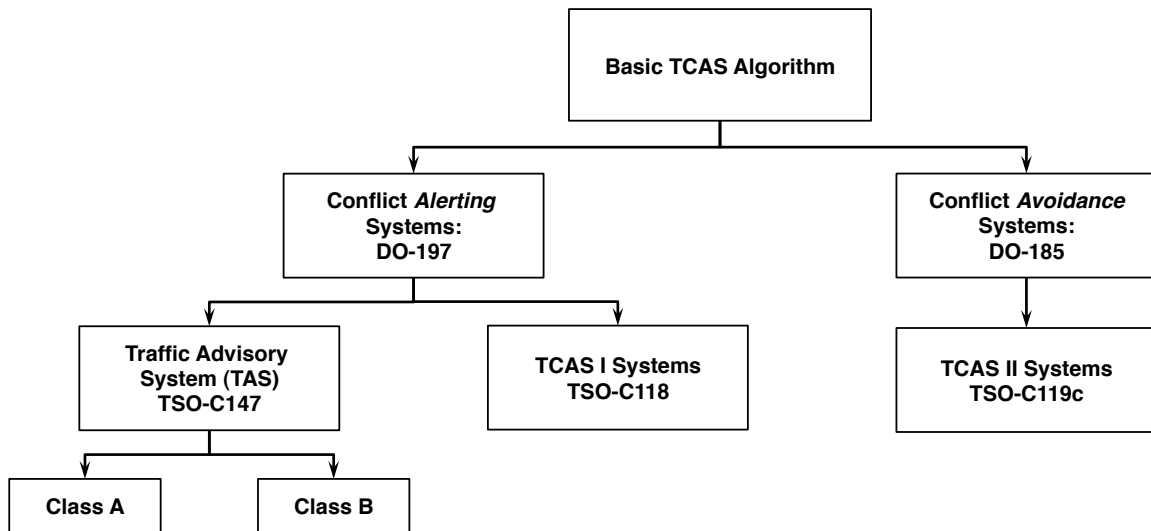 Basic TCAS Algorithm
Conflict Alerting
Systems:
DO-197
Conflict Avoidance
Systems:
DO-185
Traffic Advisory
System (TAS)
TSO-C147
TCAS I Systems
TSO-C118
TCAS II Systems
TSO-C119c
Class A
Class B